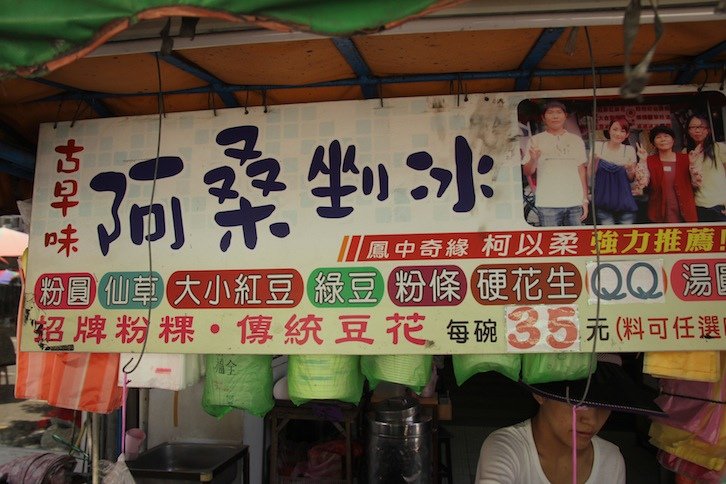 古早味
阿桑剉冰
鳳中奇緣 柯以柔 強力推薦!
粉圓 仙草 大小紅豆 綠豆 粉條 硬花生 QQ 湯圓
招牌粉粿・傳統豆花 每碗35元(料可任選